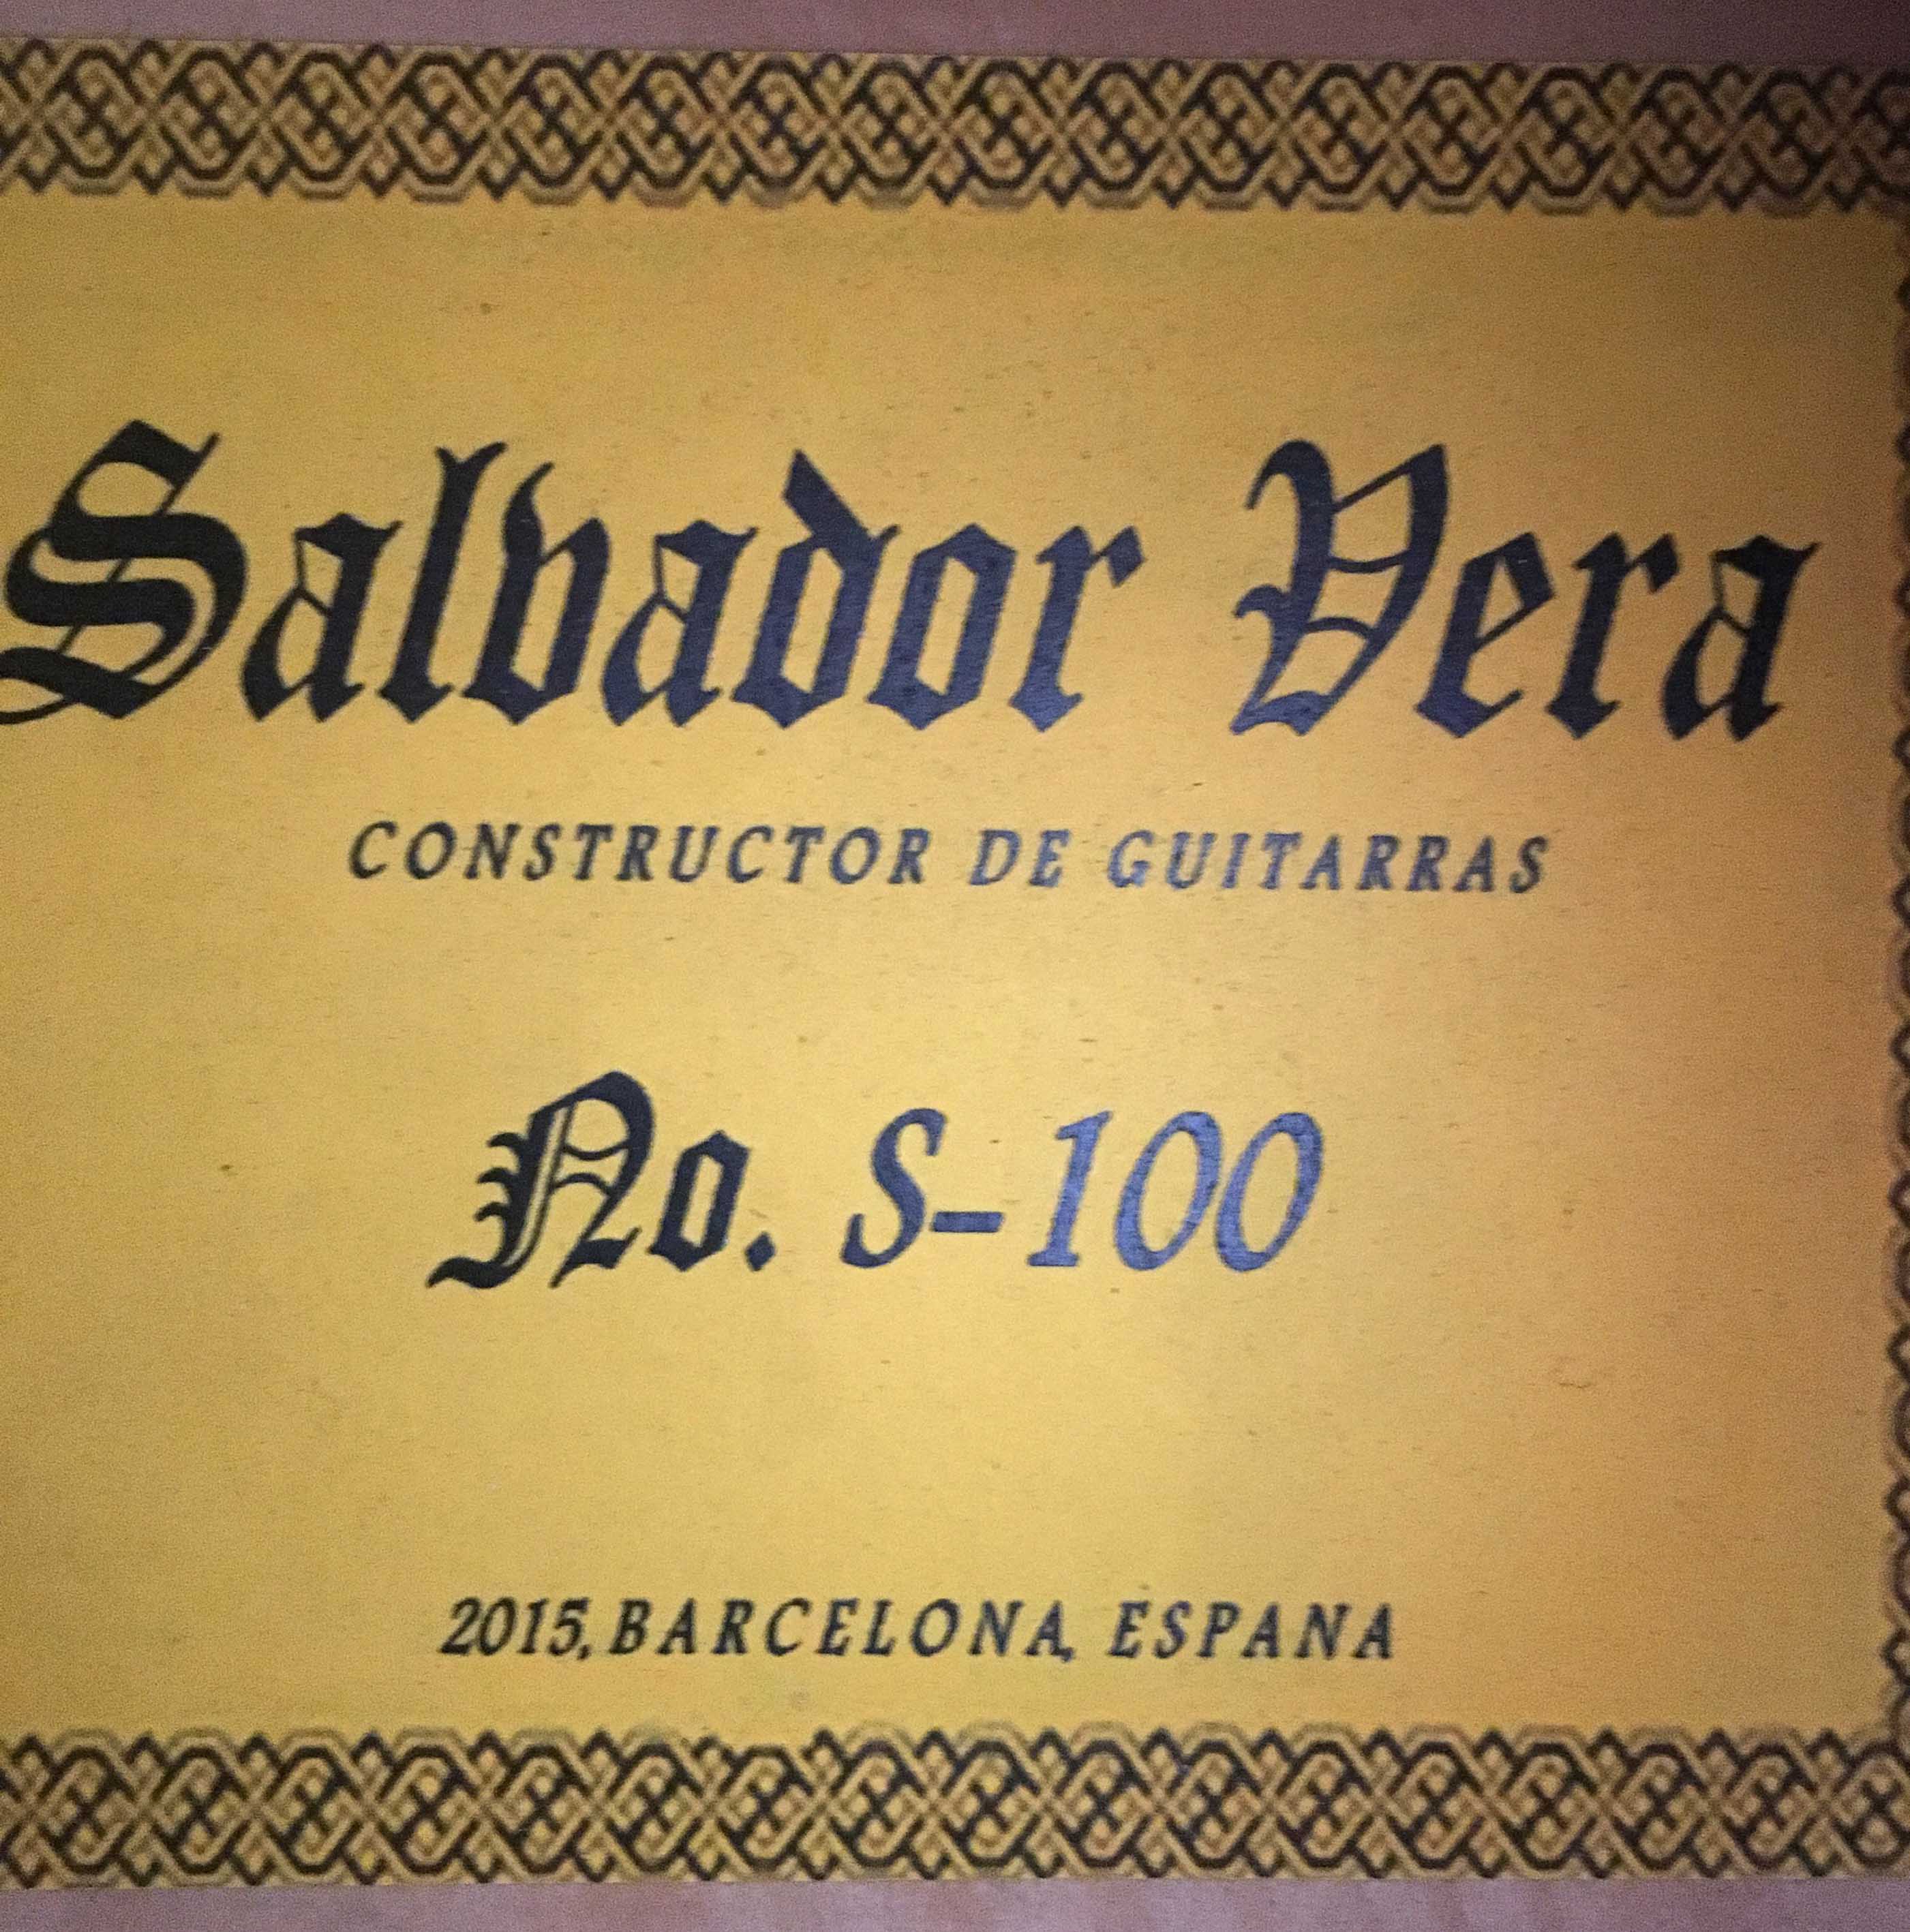 Salvador Vera
CONSTRUCTOR DE GUITARRAS
No. S-100
2015, BARCELONA, ESPANA